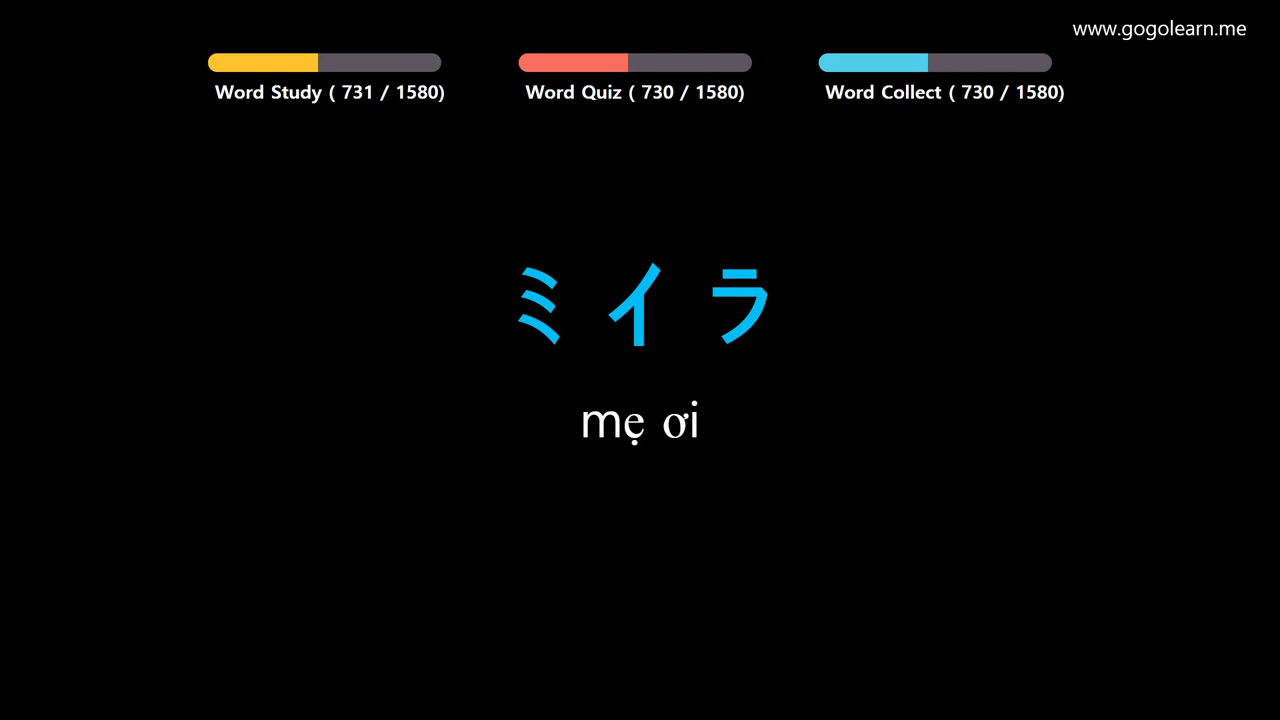 www.gogolearn.me
Word Study ( 731 / 1580)
Word Quiz ( 730 / 1580)
Word Collect ( 730 / 1580)
ミイラ
mẹ ơi